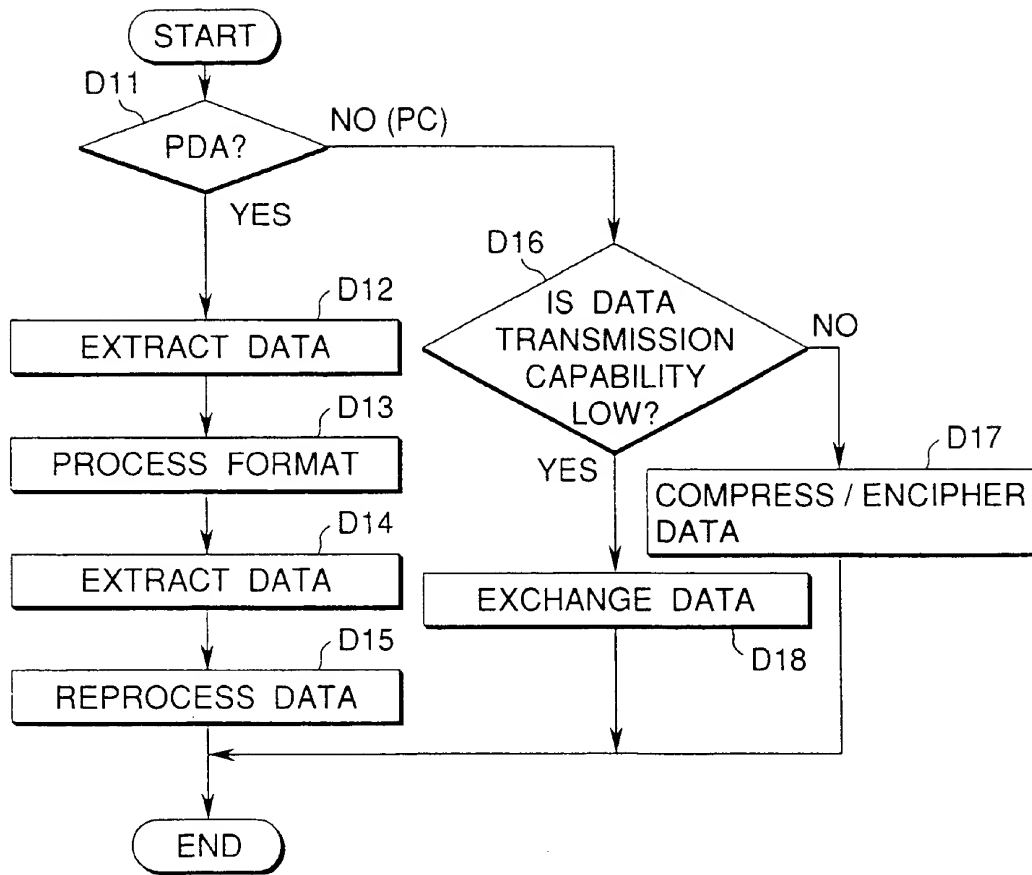 START
D11
PDA?
NO (PC)
YES
D12
EXTRACT DATA
D13
PROCESS FORMAT
D14
EXTRACT DATA
D15
REPROCESS DATA
D16
IS DATA
TRANSMISSION
CAPABILITY
LOW?
NO
YES
D17
COMPRESS / ENCIPHER
DATA
EXCHANGE DATA
D18
END